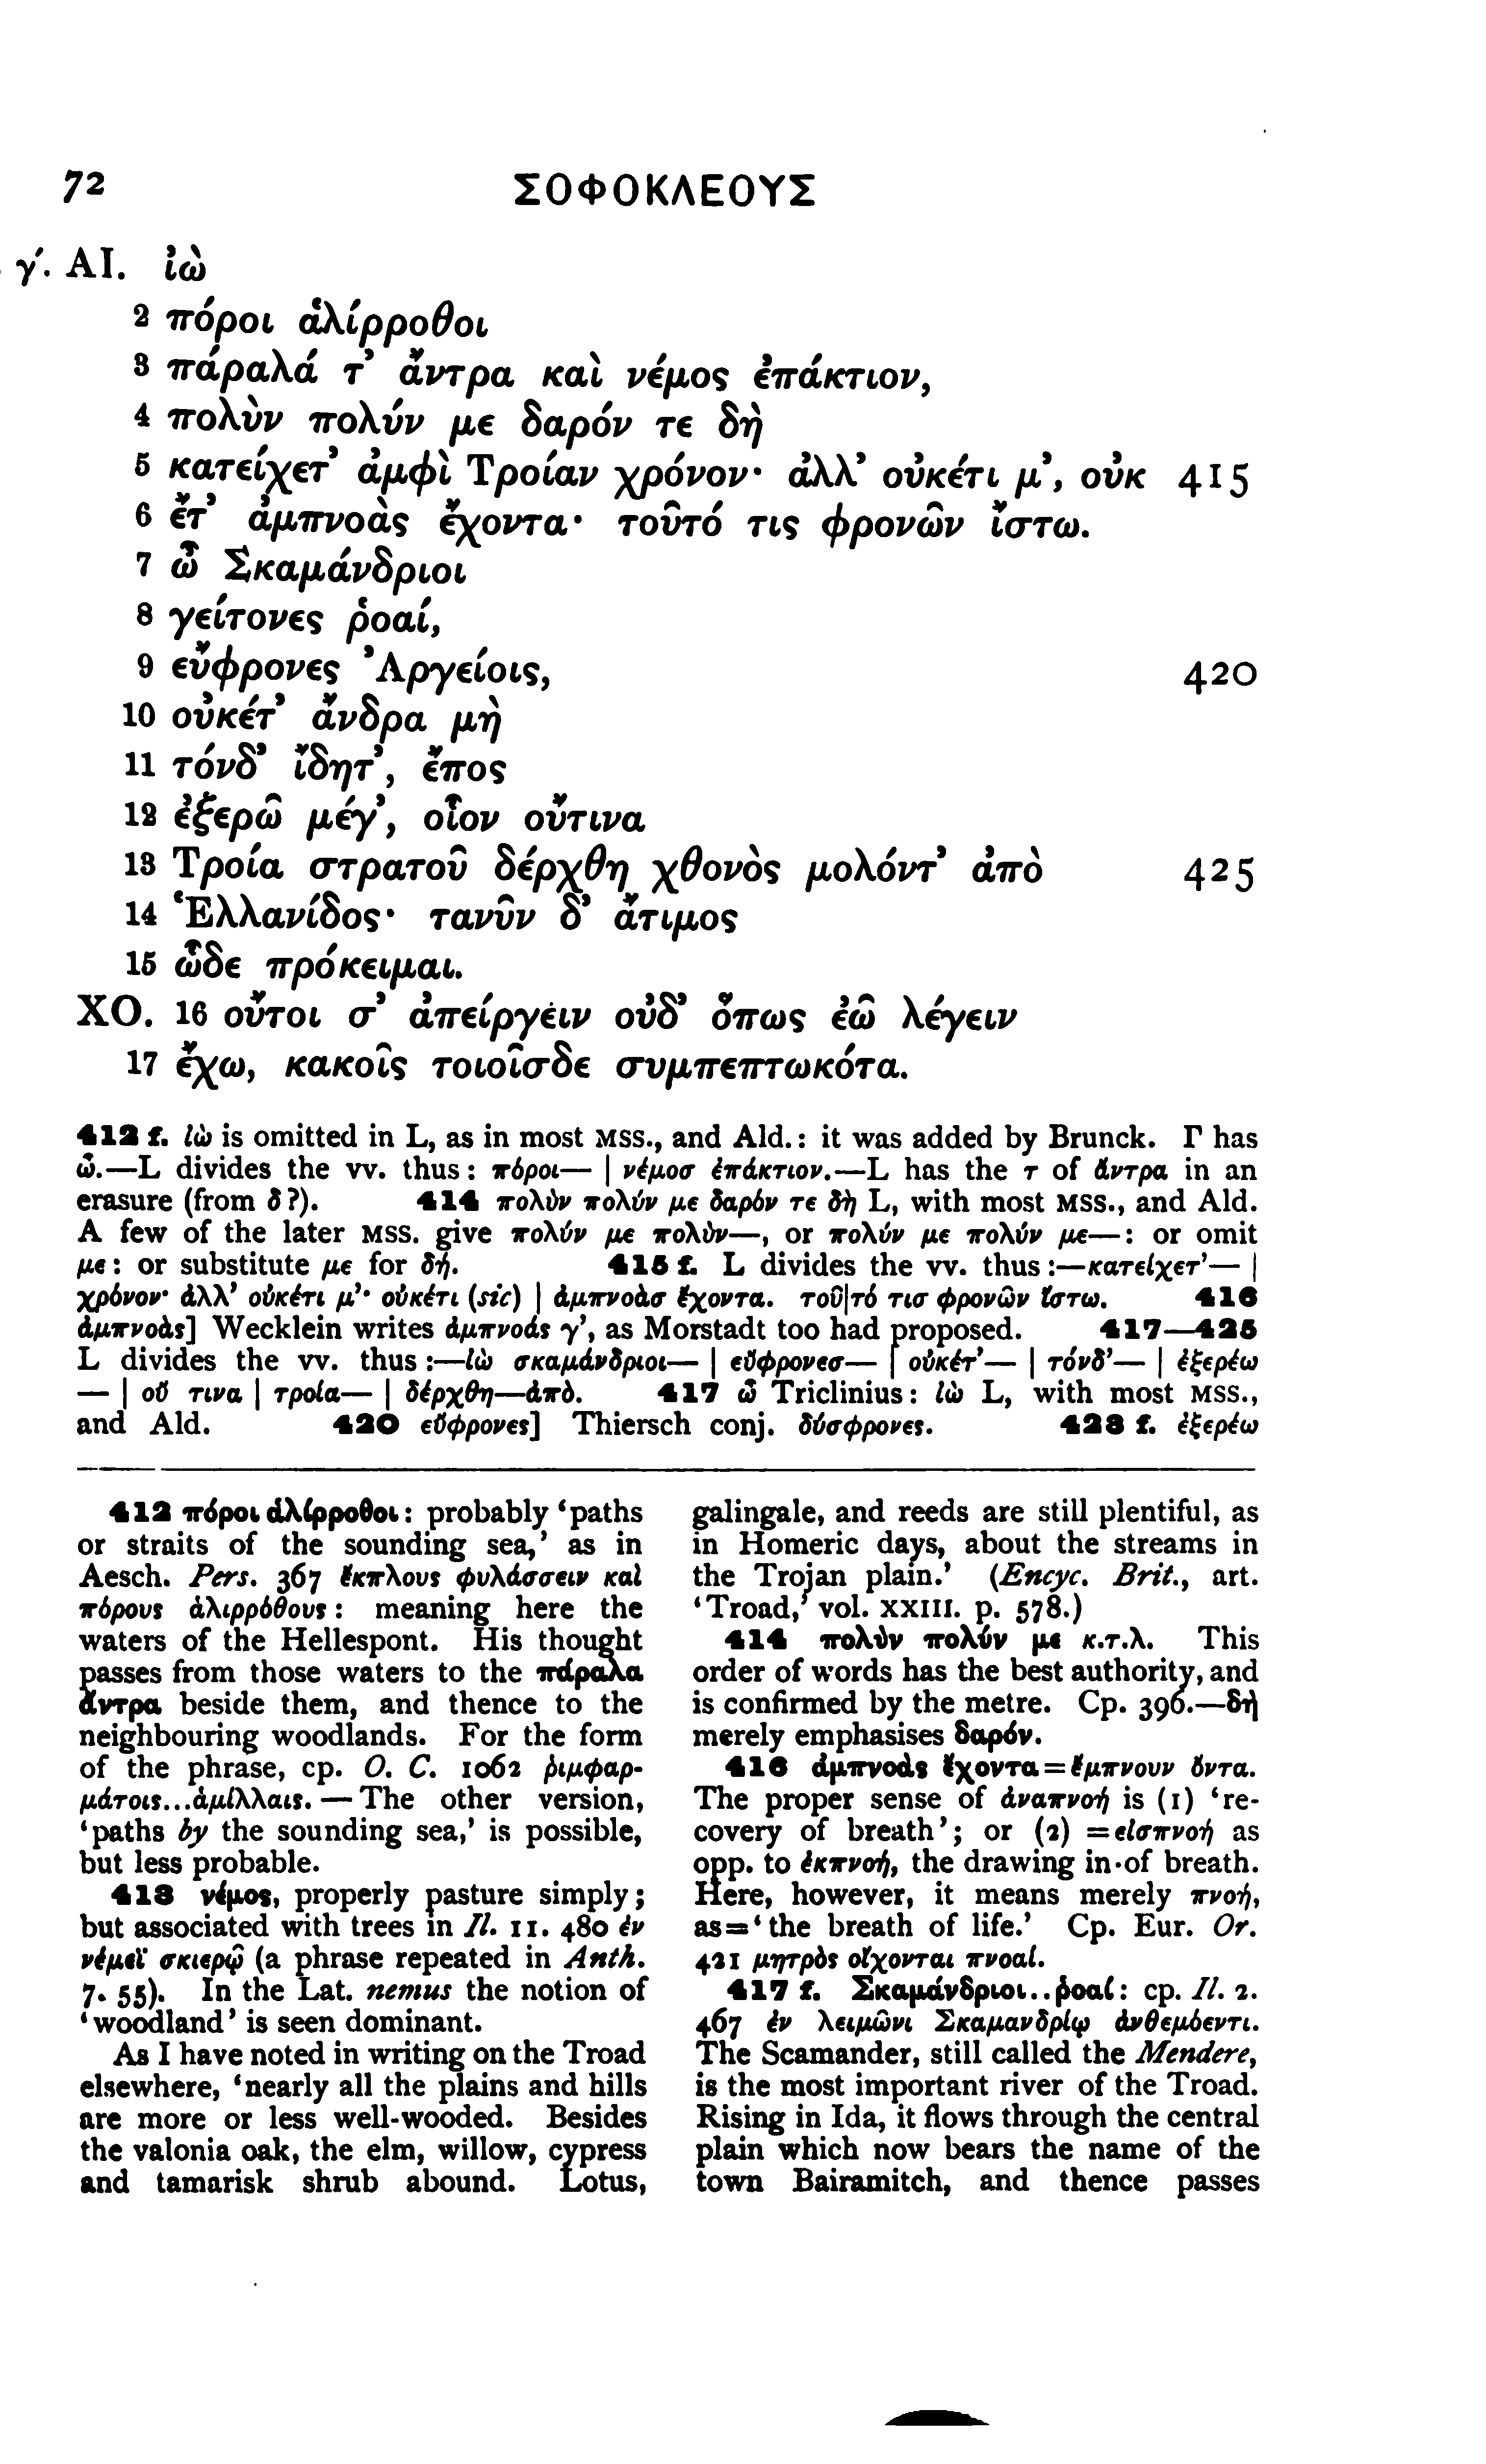 72 ΣΟΦΟΚΛΕΟΥΣ
γ΄. ΑΙ. ἰὼ
2 πόροι ἁλίρροθοι
3 πάραλά τ᾽ ἄντρα καὶ νέμος ἐπάκτιον,
4 πολὺν πολύν με δαρόν τε δὴ
5 κατείχετ᾽ ἀμφὶ Τροίαν χρόνον· ἀλλ᾽ οὐκέτι μ᾽, οὐκ 415
6 ἔτ᾽ ἀμπνοὰς ἔχοντα· τοῦτό τις φρονῶν ἴστω.
7 ὦ Σκαμάνδριοι
8 γείτονες ῥοαί,
9 εὔφρονες Ἀργείοις, 420
10 οὐκέτ᾽ ἄνδρα μὴ
11 τόνδ᾽ ἴδητ᾽, ἔπος
12 ἐξερῶ μέγ᾽, οἷον οὔτινα
13 Τροία στρατοῦ δέρχθη χθονὸς μολόντ᾽ ἀπὸ 425
14 Ἑλλανίδος· τανῦν δ᾽ ἄτιμος
15 ὧδε πρόκειμαι.
ΧΟ. 16 οὔτοι σ᾽ ἀπείργειν οὐδ᾽ ὅπως ἐῶ λέγειν
17 ἔχω, κακοῖς τοιοῖσδε συμπεπτωκότα.
412 f. ἰὼ is omitted in L, as in most MSS., and Ald.: it was added by Brunck. Γ has
ὦ.—L divides the vv. thus: πόροι— | νέμοσ ἐπάκτιον.—L has the τ of ἄντρα in an
erasure (from δ?). 414 πολὺν πολύν με δαρόν τε δὴ L, with most MSS., and Ald.
A few of the later MSS. give πολύν με πολὺν—, or πολύν με πολύν με—: or omit
με: or substitute με for δή. 415 f. L divides the vv. thus:—κατείχετ᾽— |
χρόνον· ἀλλ᾽ οὐκέτι μ᾽· οὐκέτι (sic) | ἀμπνοὰσ ἔχοντα. τοῦ|τό τισ φρονῶν ἴστω. 416
ἀμπνοὰς] Wecklein writes ἀμπνοάς γ᾽, as Morstadt too had proposed. 417—425
L divides the vv. thus:—ἰὼ σκαμάνδριοι— | εὔφρονεσ— | οὐκέτ᾽— | τόνδ᾽— | ἐξερέω
— | οὔ τινα | τροία— | δέρχθη—ἀπὸ. 417 ὦ Triclinius: ἰὼ L, with most MSS.,
and Ald. 420 εὔφρονες] Thiersch conj. δύσφρονες. 423 f. ἐξερέω
412 πόροι ἁλίρροθοι: probably ‘paths
or straits of the sounding sea,’ as in
Aesch. Pers. 367 ἔκπλους φυλάσσειν καὶ
πόρους ἁλιρρόθους: meaning here the
waters of the Hellespont. His thought
passes from those waters to the πάραλα
ἄντρα beside them, and thence to the
neighbouring woodlands. For the form
of the phrase, cp. O. C. 1062 ῥιμφαρ-
μάτοις...ἁμίλλαις.—The other version,
‘paths by the sounding sea,’ is possible,
but less probable.
413 νέμος, properly pasture simply;
but associated with trees in Il. 11. 480 ἐν
νέμεϊ σκιερῷ (a phrase repeated in Anth.
7. 55). In the Lat. nemus the notion of
‘woodland’ is seen dominant.
As I have noted in writing on the Troad
elsewhere, ‘nearly all the plains and hills
are more or less well-wooded. Besides
the valonia oak, the elm, willow, cypress
and tamarisk shrub abound. Lotus,
galingale, and reeds are still plentiful, as
in Homeric days, about the streams in
the Trojan plain.’ (Encyc. Brit., art.
‘Troad,’ vol. XXIII. p. 578.)
414 πολὺν πολύν με κ.τ.λ. This
order of words has the best authority, and
is confirmed by the metre. Cp. 396.—δὴ
merely emphasises δαρόν.
416 ἀμπνοὰς ἔχοντα=ἔμπνουν ὄντα.
The proper sense of ἀναπνοή is (1) ‘re-
covery of breath’; or (2) =εἰσπνοή as
opp. to ἐκπνοή, the drawing in·of breath.
Here, however, it means merely πνοή,
as=‘the breath of life.’ Cp. Eur. Or.
421 μητρὸς οἴχονται πνοαί.
417 f. Σκαμάνδριοι..ῥοαί: cp. Il. 2.
467 ἐν λειμῶνι Σκαμανδρίῳ ἀνθεμόεντι.
The Scamander, still called the Mendere,
is the most important river of the Troad.
Rising in Ida, it flows through the central
plain which now bears the name of the
town Bairamitch, and thence passes